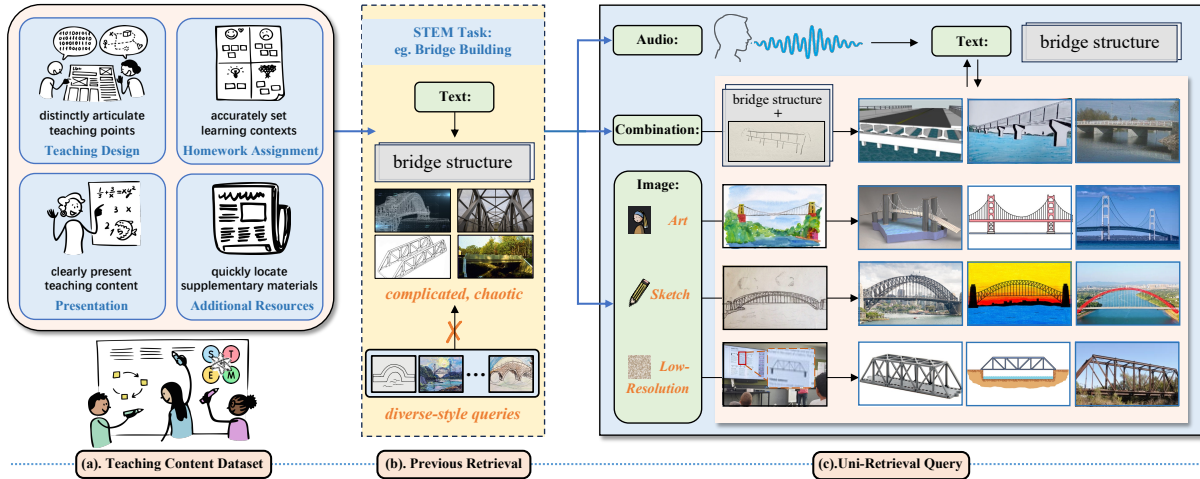 distinctly articulate
teaching points
Teaching Design
accurately set
learning contexts
Homework Assignment
clearly present
teaching content
Presentation
quickly locate
supplementary materials
Additional Resources
S T
E M
(a). Teaching Content Dataset
STEM Task:
eg. Bridge Building
Text:
bridge structure
complicated, chaotic
diverse-style queries
(b). Previous Retrieval
Audio:
Text:
bridge structure
Combination:
bridge structure
+
Image:
Art
Sketch
Low-
Resolution
(c).Uni-Retrieval Query